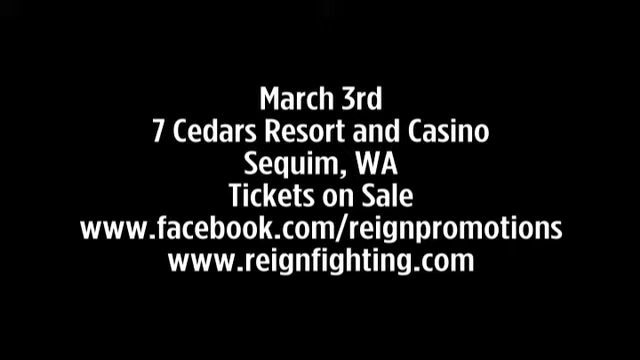 March 3rd
7 Cedars Resort and Casino
Sequim, WA
Tickets on Sale
www.facebook.com/reignpromotions
www.reignfighting.com